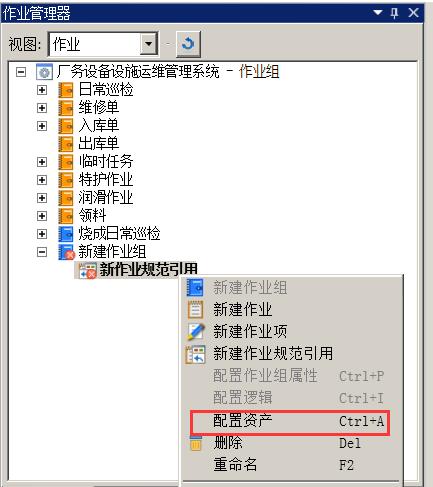 作业管理器
视图: 作业
厂务设备设施运维管理系统 - 作业组
日常巡检
维修单
入库单
出库单
临时任务
特护作业
润滑作业
领料
烧成日常巡检
新建作业组
新作业规范引用
新建作业组
新建作业
新建作业项
新建作业规范引用
配置作业组属性 Ctrl+P
配置逻辑 Ctrl+I
配置资产 Ctrl+A
删除 Del
重命名 F2